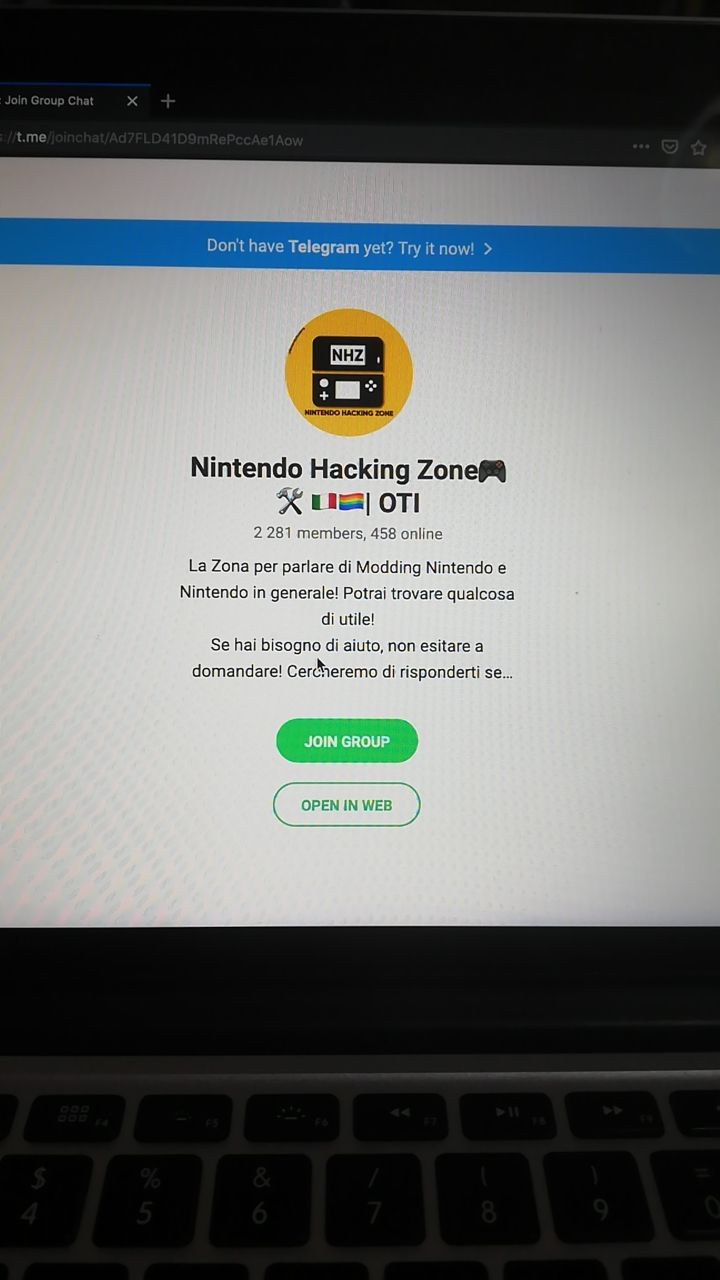 : Join Group Chat
s://t.me/joinchat/Ad7FLD41D9mRePccAe1Aow
Don't have Telegram yet? Try it now!
NHZ
NINTENDO HACKING ZONE
Nintendo Hacking Zone🎮
🛠️ 🇮🇹🏳️‍🌈| OTI
2 281 members, 458 online
La Zona per parlare di Modding Nintendo e
Nintendo in generale! Potrai trovare qualcosa
di utile!
Se hai bisogno di aiuto, non esitare a
domandare! Cercheremo di risponderti se...
JOIN GROUP
OPEN IN WEB
F4 F5 F6 F7 F8 F9
$ % & / ( ) =
4 5 6 7 8 9 0